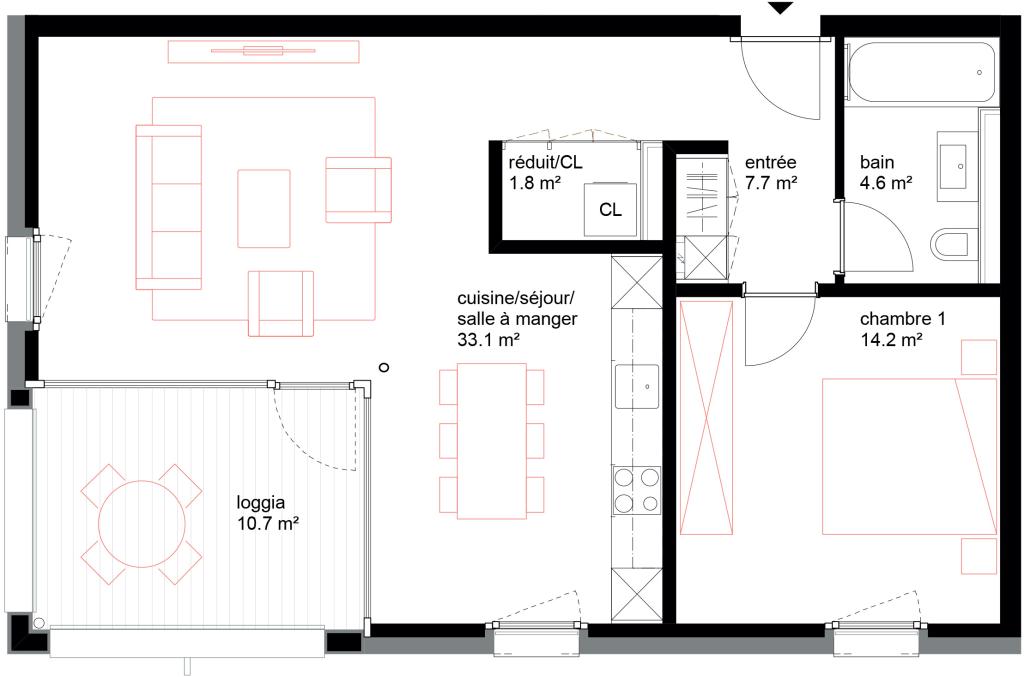 réduit/CL
1.8 m²
CL
entrée
7.7 m²
bain
4.6 m²
cuisine/séjour/
salle à manger
33.1 m²
chambre 1
14.2 m²
loggia
10.7 m²